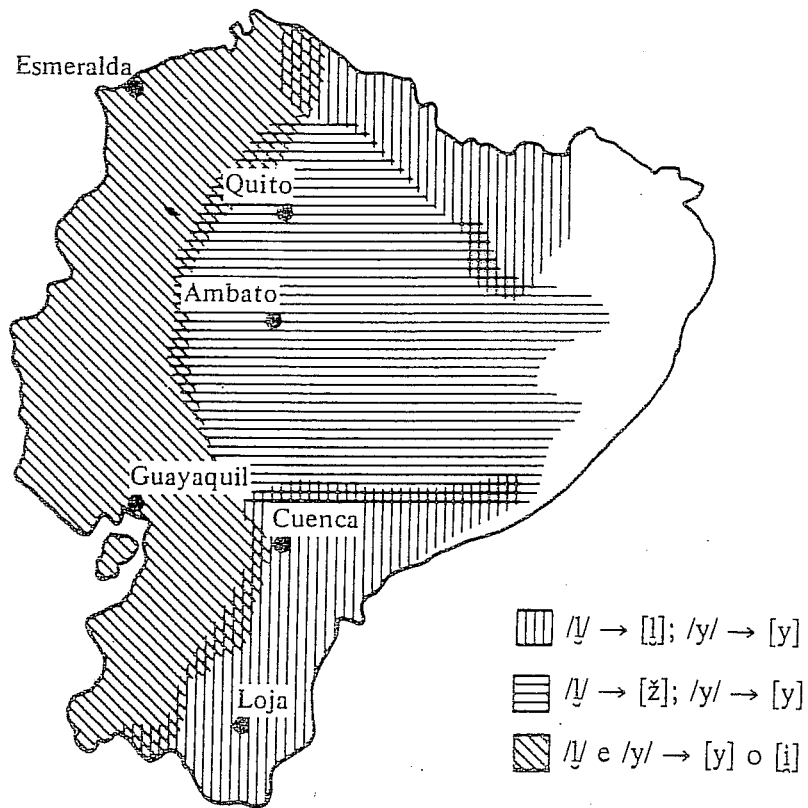 Esmeralda
Quito
Ambato
Guayaquil
Cuenca
Loja
/l̮/ → [l̮]; /y/ → [y]
/l̮/ → [ž]; /y/ → [y]
/l̮/ e /y/ → [y] o [i̯]